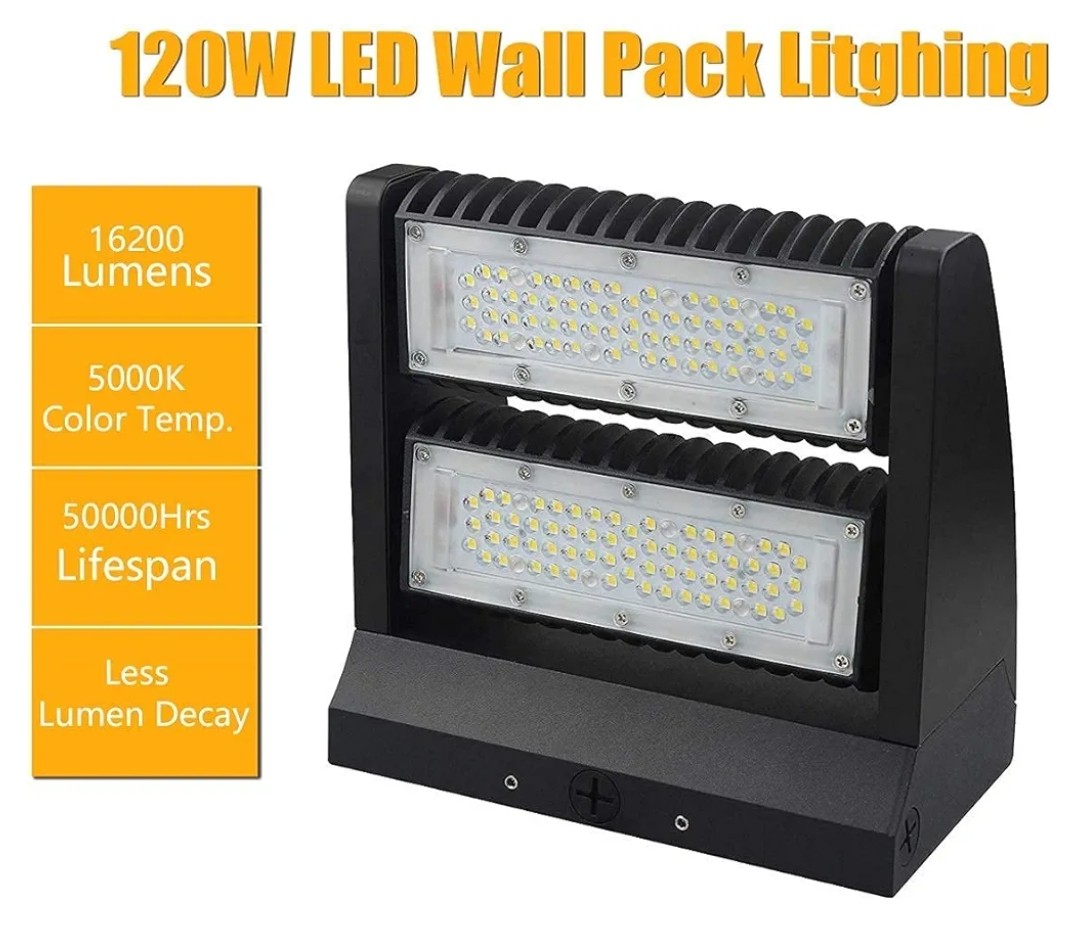 120W LED Wall Pack Litghing
16200
Lumens
5000K
Color Temp.
50000Hrs
Lifespan
Less
Lumen Decay